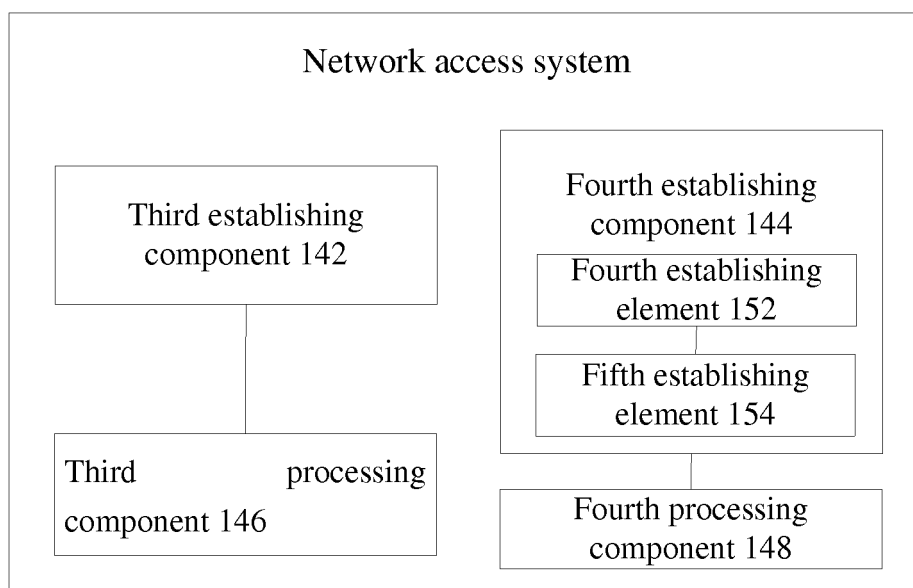 Network access system
Third establishing
component 142
Third processing
component 146
Fourth establishing
component 144
Fourth establishing
element 152
Fifth establishing
element 154
Fourth processing
component 148